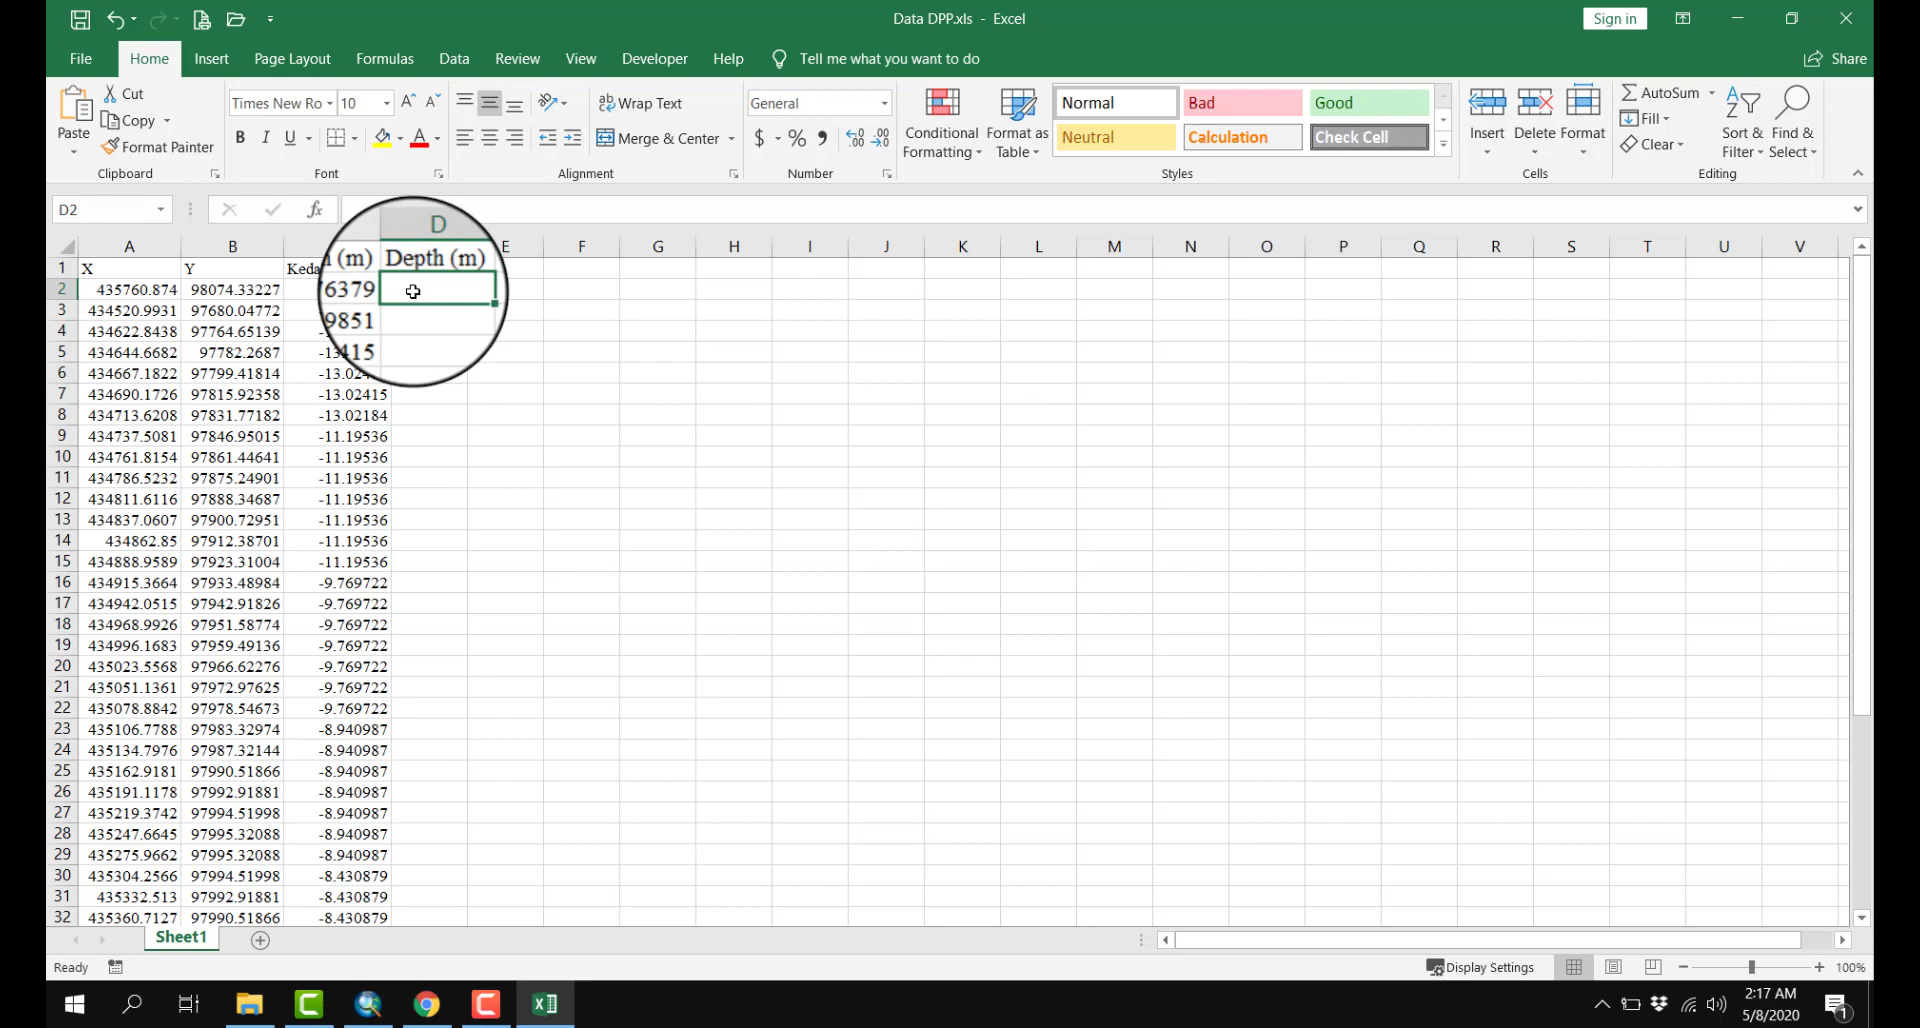 Data DPP.xls - Excel
Sign in
File Home Insert Page Layout Formulas Data Review View Developer Help Tell me what you want to do Share
Paste
Cut
Copy
Format Painter
Clipboard
Times New Ro 10
B I U
Font
Wrap Text
Merge & Center
Alignment
General
$ % ,
Number
Conditional Formatting
Format as Table
Normal Bad Good
Neutral Calculation Check Cell
Styles
Insert Delete Format
Cells
AutoSum
Fill
Clear
Sort & Filter
Find & Select
Editing
D2 fx
A B D E F G H I J K L M N O P Q R S T U V
1 X Y (m) Depth (m)
2 435760.874 98074.33227 6379
3 434520.9931 97680.04772 9851
4 434622.8438 97764.65139
5 434644.6682 97782.2687 415
6 434667.1822 97799.41814
7 434690.1726 97815.92358 -13.02415
8 434713.6208 97831.77182 -13.02184
9 434737.5081 97846.95015 -11.19536
10 434761.8154 97861.44641 -11.19536
11 434786.5232 97875.24901 -11.19536
12 434811.6116 97888.34687 -11.19536
13 434837.0607 97900.72951 -11.19536
14 434862.85 97912.38701 -11.19536
15 434888.9589 97923.31004 -11.19536
16 434915.3664 97933.48984 -9.769722
17 434942.0515 97942.91826 -9.769722
18 434968.9926 97951.58774 -9.769722
19 434996.1683 97959.49136 -9.769722
20 435023.5568 97966.62276 -9.769722
21 435051.1361 97972.97625 -9.769722
22 435078.8842 97978.54673 -9.769722
23 435106.7788 97983.32974 -8.940987
24 435134.7976 97987.32144 -8.940987
25 435162.9181 97990.51866 -8.940987
26 435191.1178 97992.91881 -8.940987
27 435219.3742 97994.51998 -8.940987
28 435247.6645 97995.32088 -8.940987
29 435275.9662 97995.32088 -8.940987
30 435304.2566 97994.51998 -8.430879
31 435332.513 97992.91881 -8.430879
32 435360.7127 97990.51866 -8.430879
Sheet1
Ready
Display Settings
100%
2:17 AM
5/8/2020
1